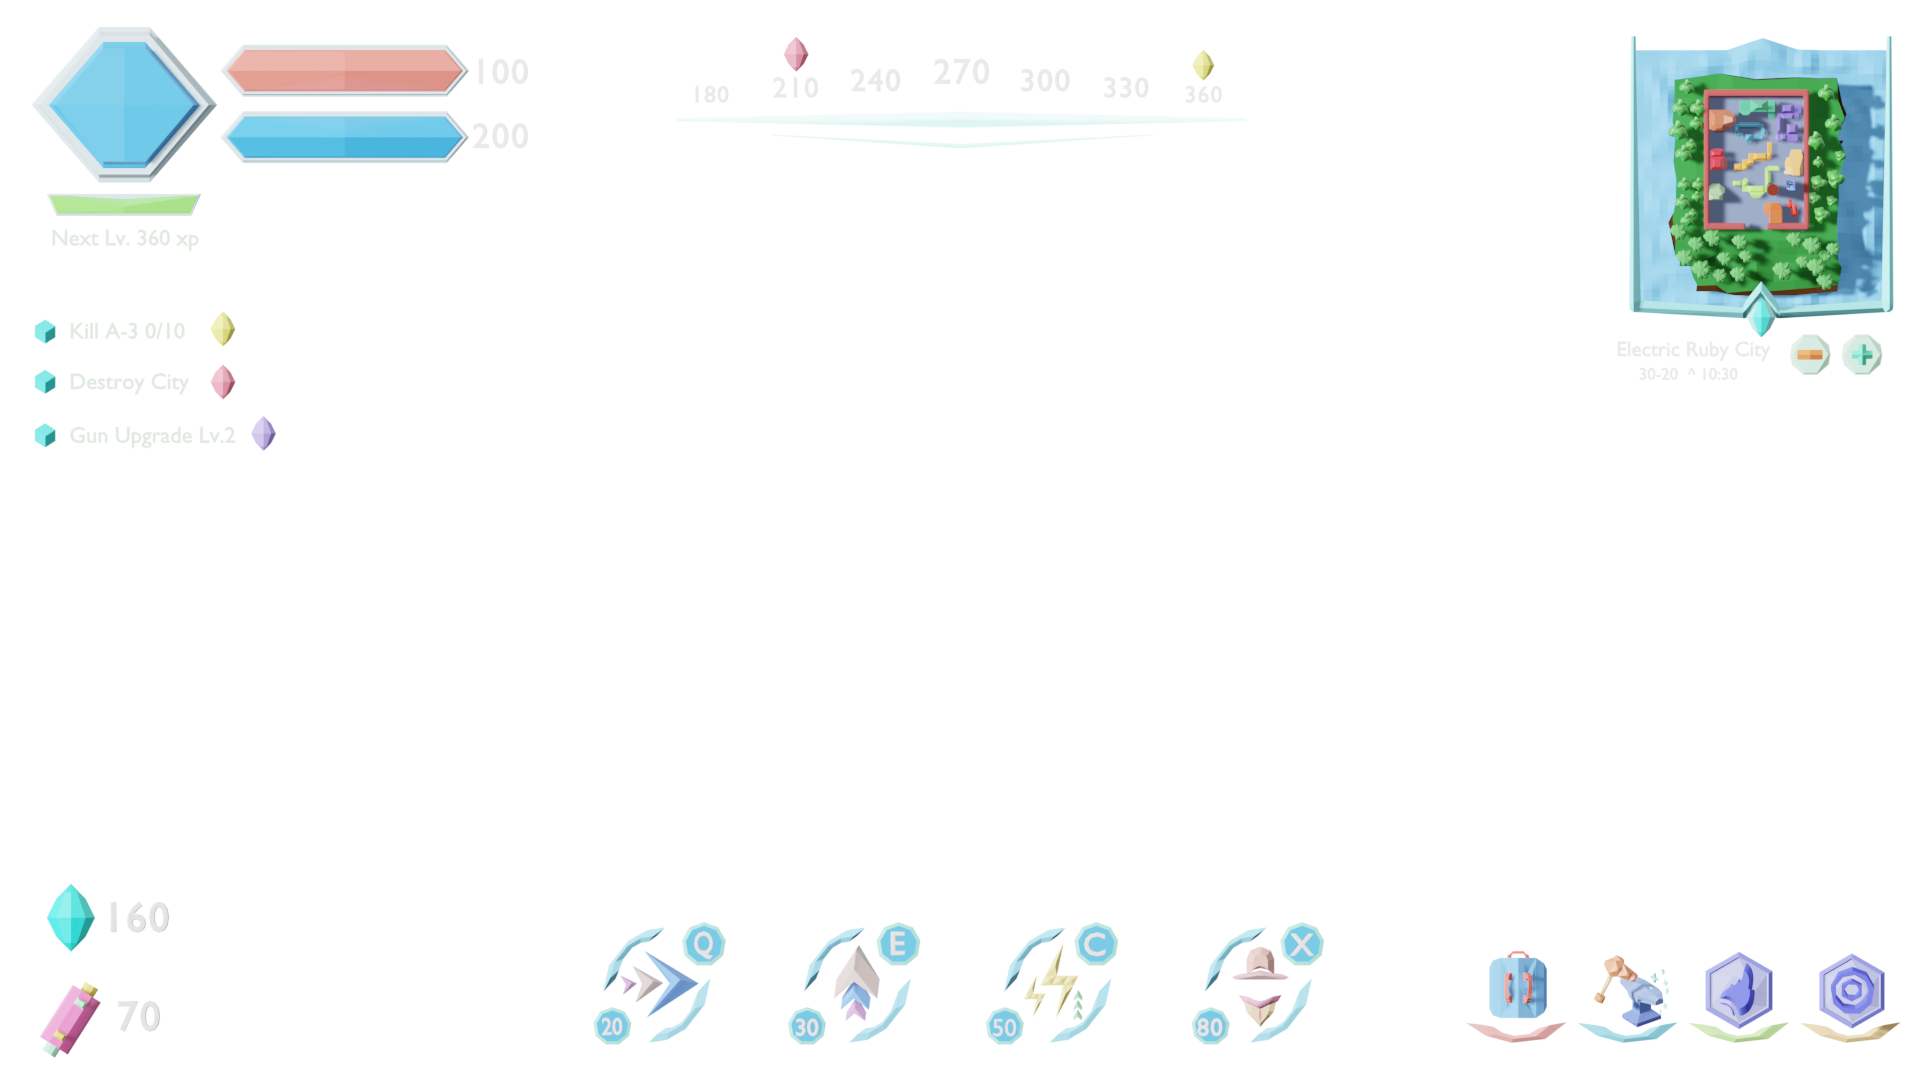 100
200
Next Lv. 360 xp
180 210 240 270 300 330 360
Electric Ruby City
30-20 ^ 10:30
Kill A-3 0/10
Destroy City
Gun Upgrade Lv.2
160
70
Q
20
E
30
C
50
X
80